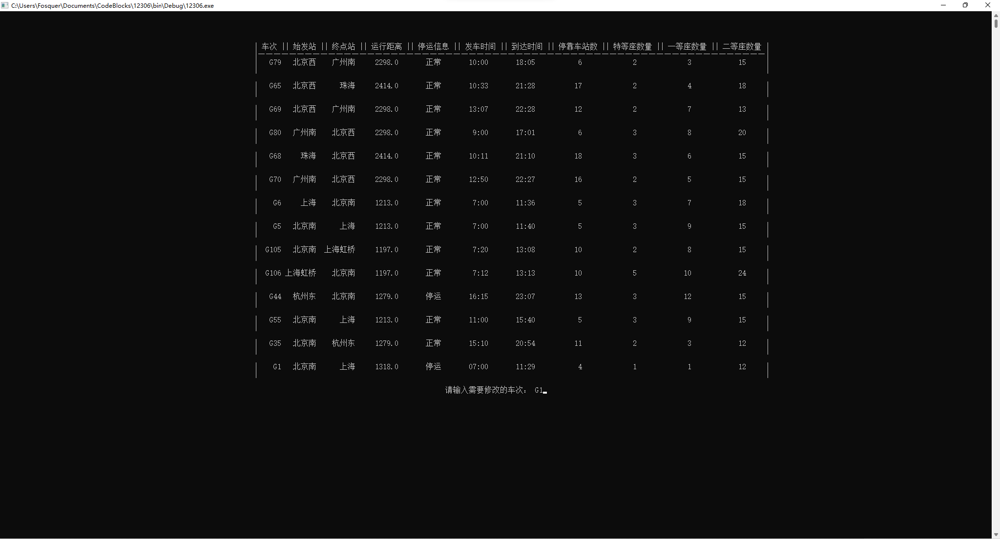 C:\Users\Fosquer\Documents\CodeBlocks\12306\bin\Debug\12306.exe
| 车次 || 始发站 || 终点站 || 运行距离 || 停运信息 || 发车时间 || 到达时间 || 停靠车站数 || 特等座数量 || 一等座数量 || 二等座数量 |
G79 北京西 广州南 2298.0 正常 10:00 18:05 6 2 3 15
G65 北京西 珠海 2414.0 正常 10:33 21:28 17 2 4 18
G69 北京西 广州南 2298.0 正常 13:07 22:28 12 2 7 13
G80 广州南 北京西 2298.0 正常 9:00 17:01 6 3 8 20
G68 珠海 北京西 2414.0 正常 10:11 21:10 18 3 6 15
G70 广州南 北京西 2298.0 正常 12:50 22:27 16 2 5 15
G6 上海 北京南 1213.0 正常 7:00 11:36 5 3 7 18
G5 北京南 上海 1213.0 正常 7:00 11:40 5 3 9 15
G105 北京南 上海虹桥 1197.0 正常 7:20 13:08 10 2 8 15
G106 上海虹桥 北京南 1197.0 正常 7:12 13:13 10 5 10 24
G44 杭州东 北京南 1279.0 停运 16:15 23:07 13 3 12 15
G55 北京南 上海 1213.0 正常 11:00 15:40 5 3 9 15
G35 北京南 杭州东 1279.0 正常 15:10 20:54 11 2 3 12
G1 北京南 上海 1318.0 停运 07:00 11:29 4 1 1 12
请输入需要修改的车次： G1